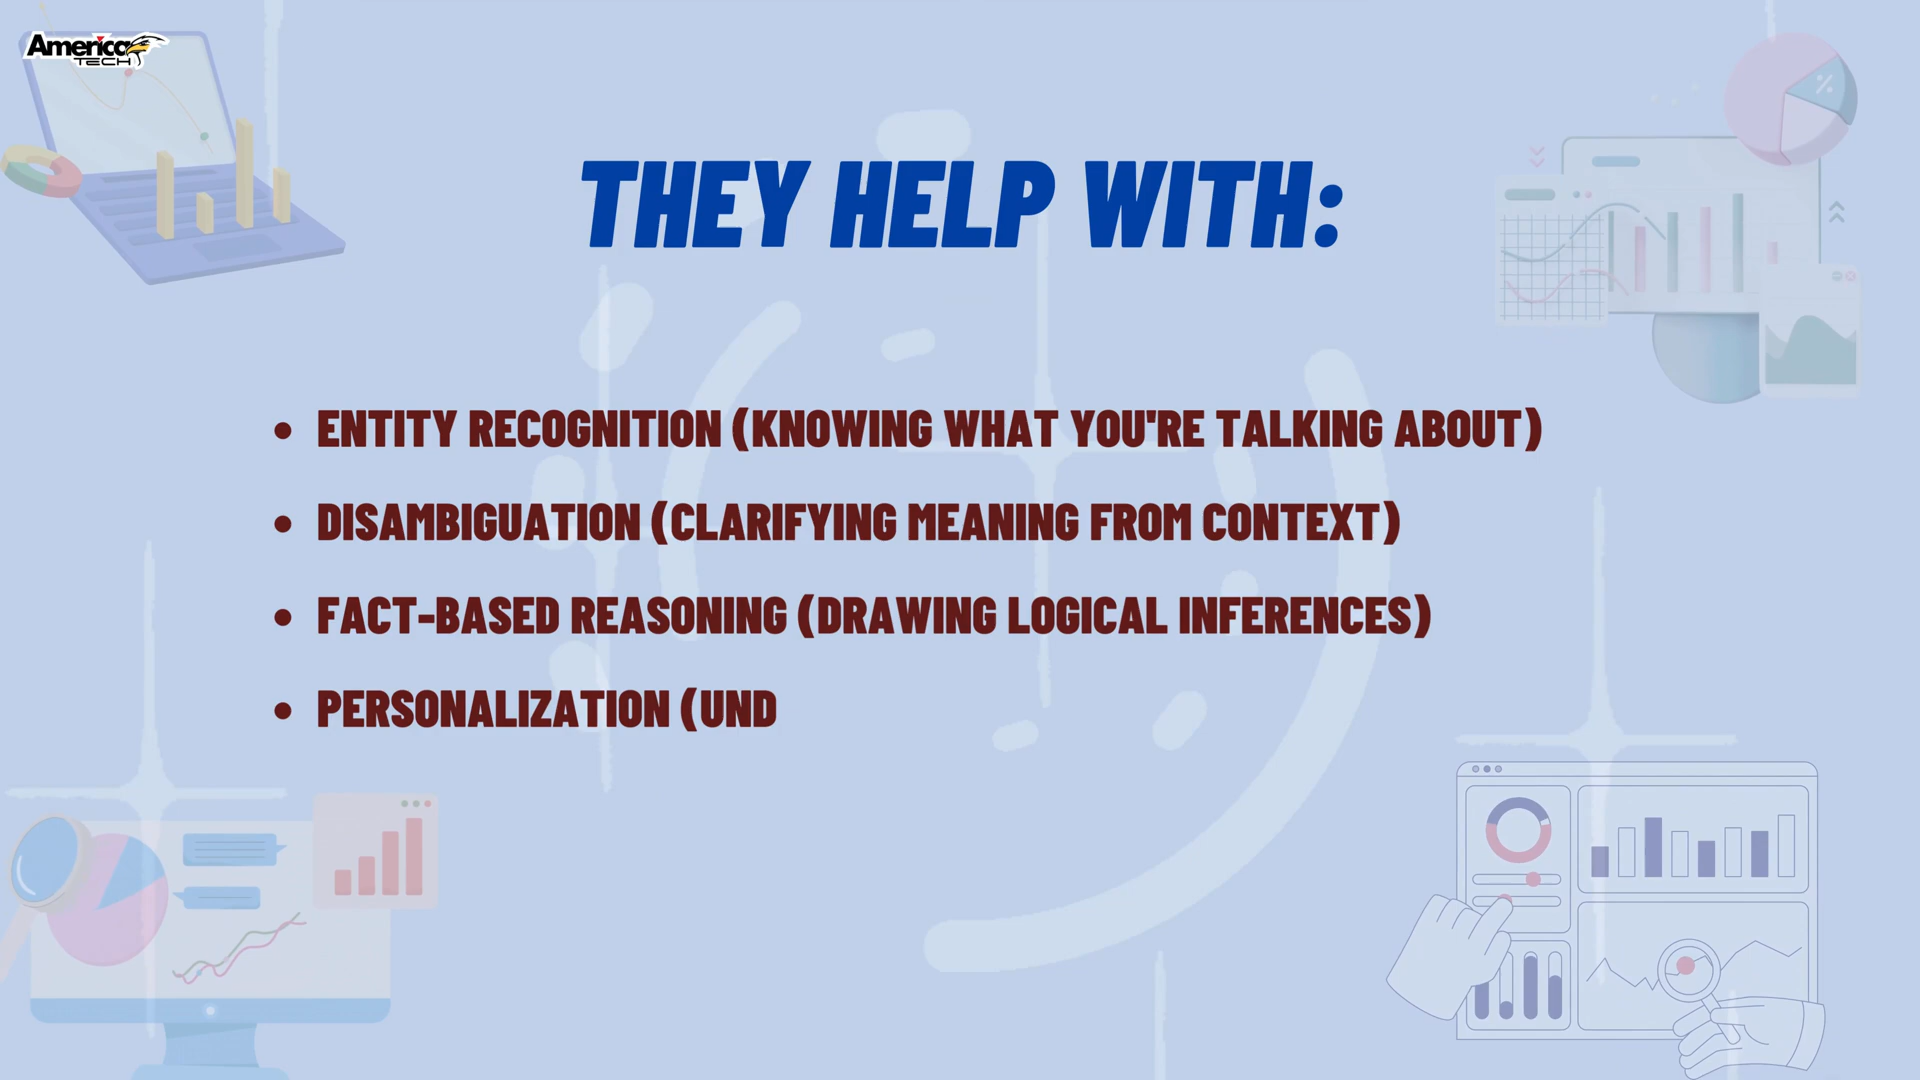 America
TECH
THEY HELP WITH:
• ENTITY RECOGNITION (KNOWING WHAT YOU'RE TALKING ABOUT)
• DISAMBIGUATION (CLARIFYING MEANING FROM CONTEXT)
• FACT-BASED REASONING (DRAWING LOGICAL INFERENCES)
• PERSONALIZATION (UND
%